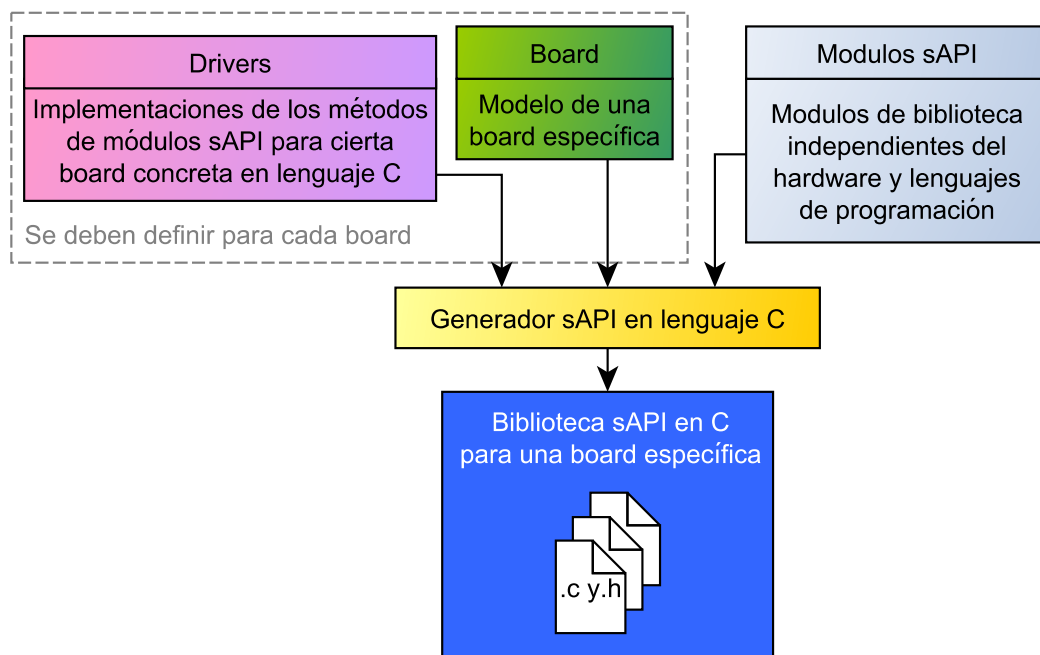 Drivers
Implementaciones de los métodos
de módulos sAPI para cierta
board concreta en lenguaje C
Board
Modelo de una
board específica
Modulos sAPI
Modulos de biblioteca
independientes del
hardware y lenguajes
de programación
Se deben definir para cada board
Generador sAPI en lenguaje C
Biblioteca sAPI en C
para una board específica
.c y.h